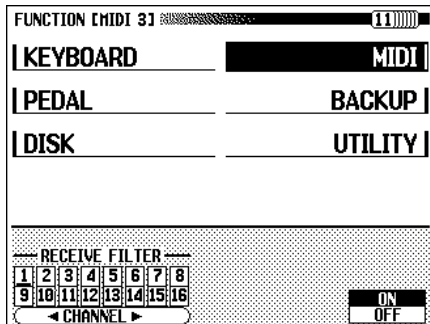 FUNCTION [MIDI 3] 11
KEYBOARD MIDI
PEDAL BACKUP
DISK UTILITY
RECEIVE FILTER
1 2 3 4 5 6 7 8
9 10 11 12 13 14 15 16
◄ CHANNEL ►
ON
OFF